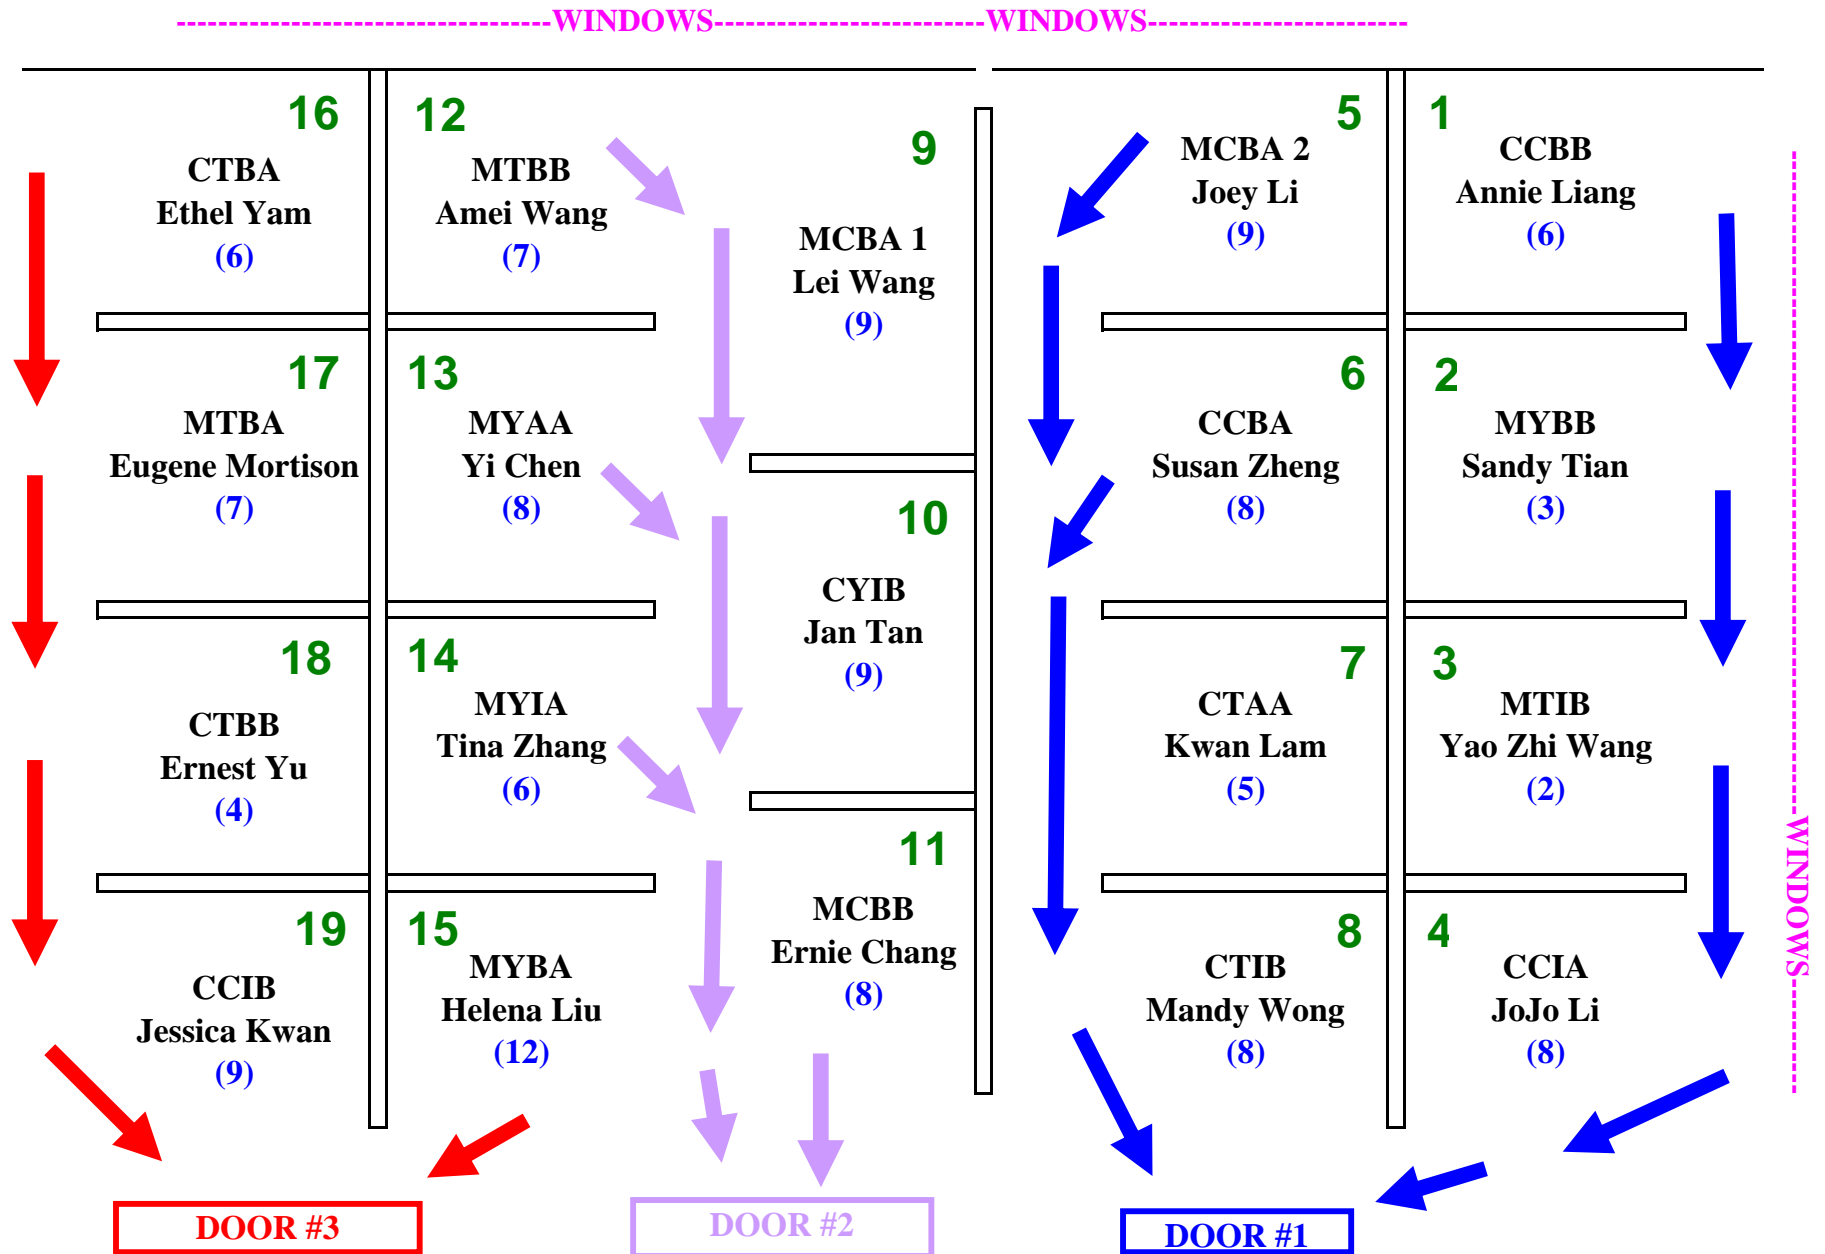 -----------------------------------WINDOWS-------------------------WINDOWS------------------------
16
CTBA
Ethel Yam
(6)
12
MTBB
Amei Wang
(7)
9
MCBA 1
Lei Wang
(9)
5
MCBA 2
Joey Li
(9)
1
CCBB
Annie Liang
(6)
17
MTBA
Eugene Mortison
(7)
13
MYAA
Yi Chen
(8)
10
CYIB
Jan Tan
(9)
6
CCBA
Susan Zheng
(8)
2
MYBB
Sandy Tian
(3)
18
CTBB
Ernest Yu
(4)
14
MYIA
Tina Zhang
(6)
11
MCBB
Ernie Chang
(8)
7
CTAA
Kwan Lam
(5)
3
MTIB
Yao Zhi Wang
(2)
19
CCIB
Jessica Kwan
(9)
15
MYBA
Helena Liu
(12)
8
CTIB
Mandy Wong
(8)
4
CCIA
JoJo Li
(8)
WINDOWS
DOOR #3
DOOR #2
DOOR #1